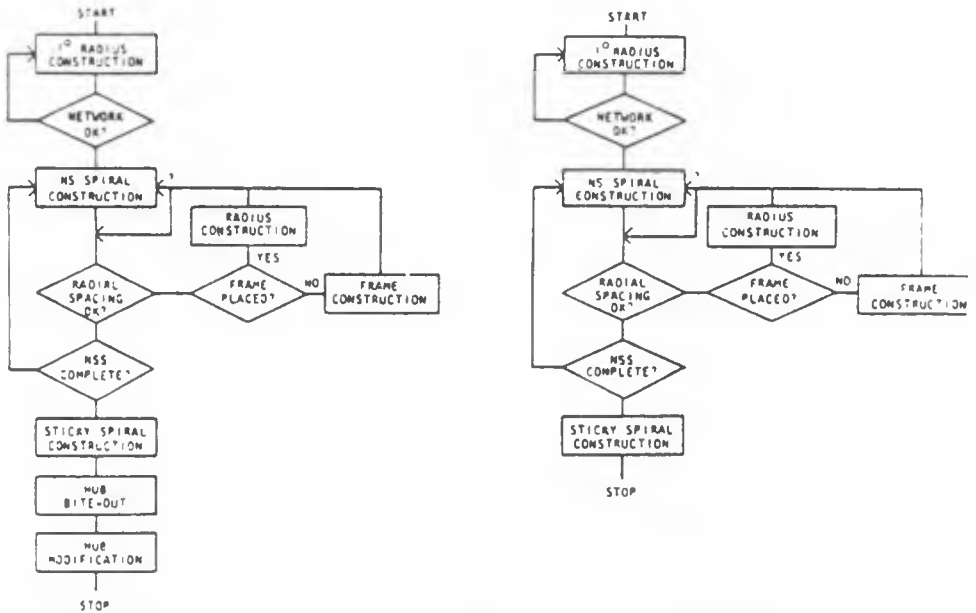 START
1° RADIUS
CONSTRUCTION
NETWORK
OK?
NS SPIRAL
CONSTRUCTION
?
RADIUS
CONSTRUCTION
YES
RADIAL
SPACING
OK?
FRAME
PLACED?
NO
FRAME
CONSTRUCTION
NSS
COMPLETE?
STICKY SPIRAL
CONSTRUCTION
HUB
BITE-OUT
HUB
MODIFICATION
STOP
START
1° RADIUS
CONSTRUCTION
NETWORK
OK?
NS SPIRAL
CONSTRUCTION
?
RADIUS
CONSTRUCTION
YES
RADIAL
SPACING
OK?
FRAME
PLACED?
NO
FRAME
CONSTRUCTION
NSS
COMPLETE?
STICKY SPIRAL
CONSTRUCTION
STOP